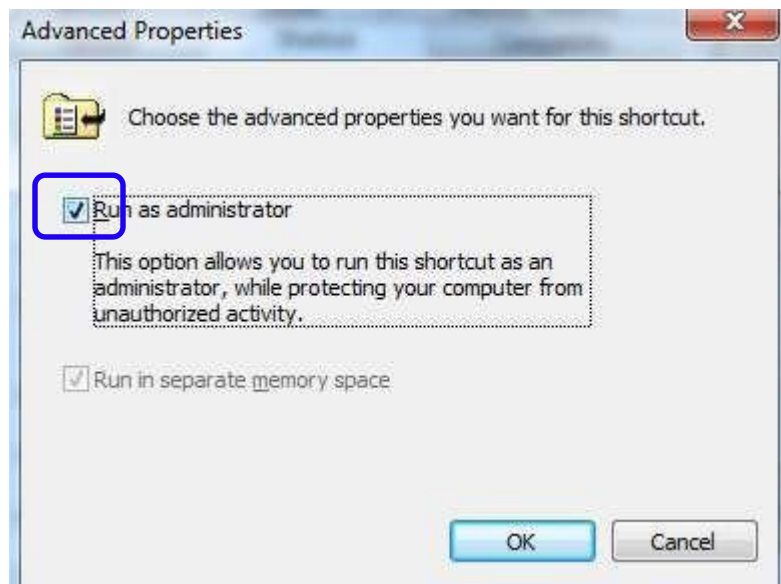 Advanced Properties
Choose the advanced properties you want for this shortcut.
Run as administrator
This option allows you to run this shortcut as an
administrator, while protecting your computer from
unauthorized activity.
Run in separate memory space
OK Cancel